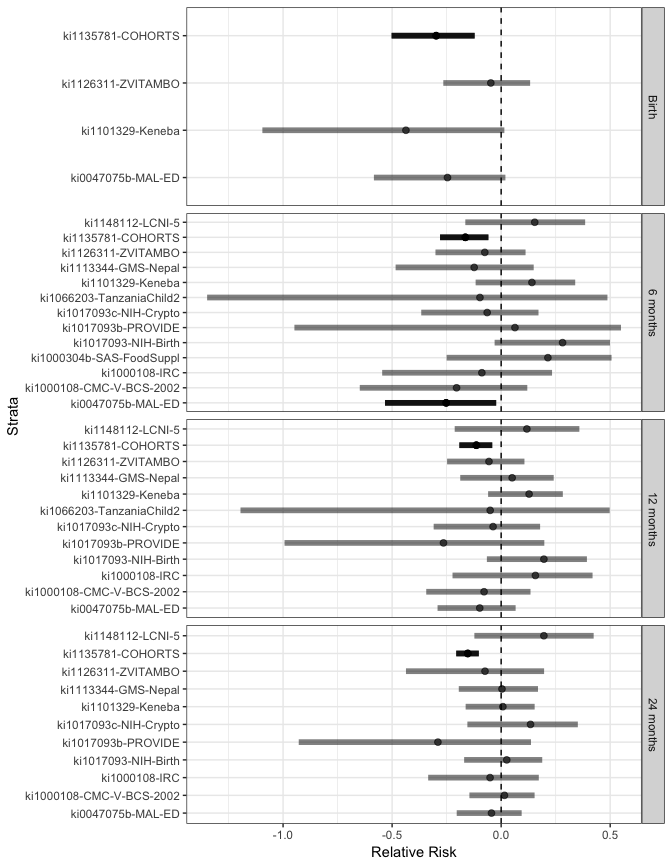 ki1135781-COHORTS
ki1126311-ZVITAMBO
ki1101329-Keneba
ki0047075b-MAL-ED
Birth
ki1148112-LCNI-5
ki1135781-COHORTS
ki1126311-ZVITAMBO
ki1113344-GMS-Nepal
ki1101329-Keneba
ki1066203-TanzaniaChild2
ki1017093c-NIH-Crypto
ki1017093b-PROVIDE
ki1017093-NIH-Birth
ki1000304b-SAS-FoodSuppl
ki1000108-IRC
ki1000108-CMC-V-BCS-2002
ki0047075b-MAL-ED
6 months
Strata
ki1148112-LCNI-5
ki1135781-COHORTS
ki1126311-ZVITAMBO
ki1113344-GMS-Nepal
ki1101329-Keneba
ki1066203-TanzaniaChild2
ki1017093c-NIH-Crypto
ki1017093b-PROVIDE
ki1017093-NIH-Birth
ki1000108-IRC
ki1000108-CMC-V-BCS-2002
ki0047075b-MAL-ED
12 months
ki1148112-LCNI-5
ki1135781-COHORTS
ki1126311-ZVITAMBO
ki1113344-GMS-Nepal
ki1101329-Keneba
ki1017093c-NIH-Crypto
ki1017093b-PROVIDE
ki1017093-NIH-Birth
ki1000108-IRC
ki1000108-CMC-V-BCS-2002
ki0047075b-MAL-ED
24 months
-1.0 -0.5 0.0 0.5
Relative Risk